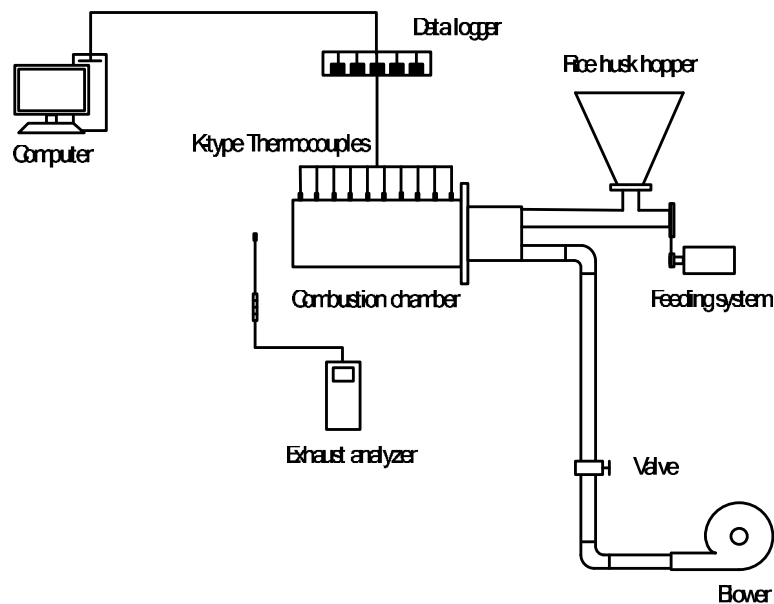 Data logger
Rice husk hopper
Computer
K-type Thermocouples
Combustion chamber
Feeding system
Exhaust analyzer
Valve
Blower